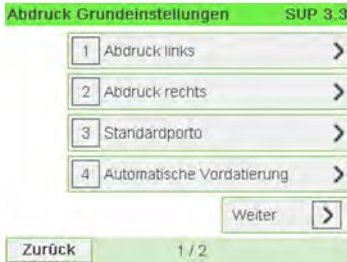 Abdruck Grundeinstellungen SUP 3.3
1 Abdruck links
2 Abdruck rechts
3 Standardporto
4 Automatische Vordatierung
Weiter
Zurück 1 / 2